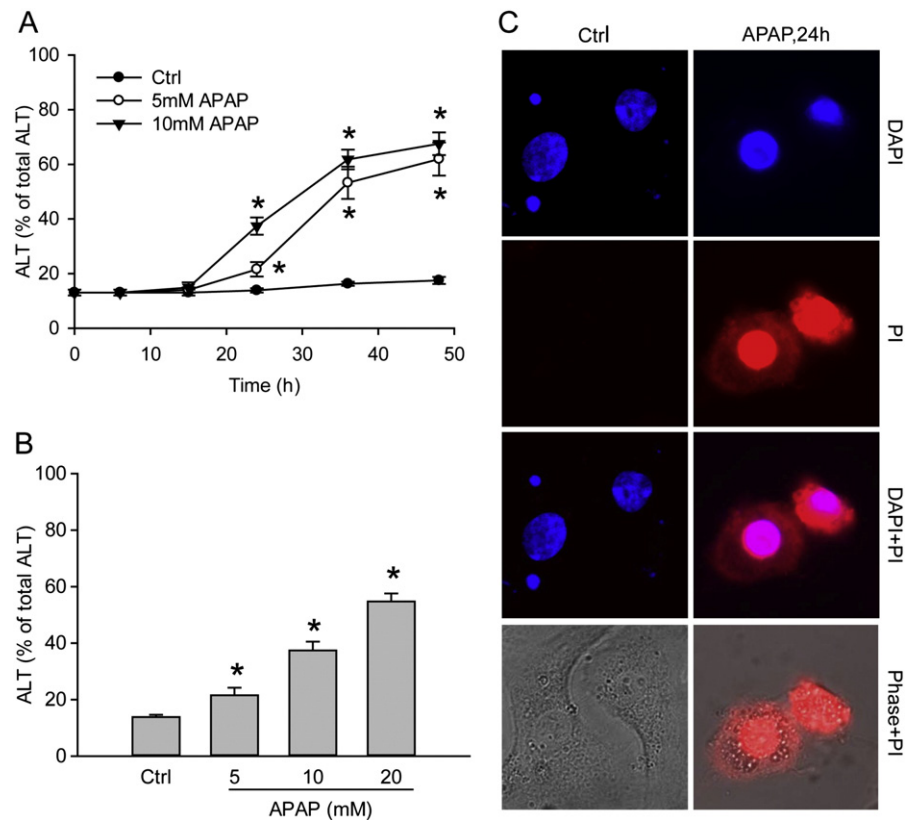 A
ALT (% of total ALT)
100
80
60
40
20
0
Ctrl
5mM APAP
10mM APAP
*
*
*
*
*
*
0
10
20
30
40
50
Time (h)
B
ALT (% of total ALT)
100
80
60
40
20
0
*
*
*
Ctrl
5
10
20
APAP (mM)
C
Ctrl
APAP,24h
DAPI
PI
DAPI+PI
Phase+PI